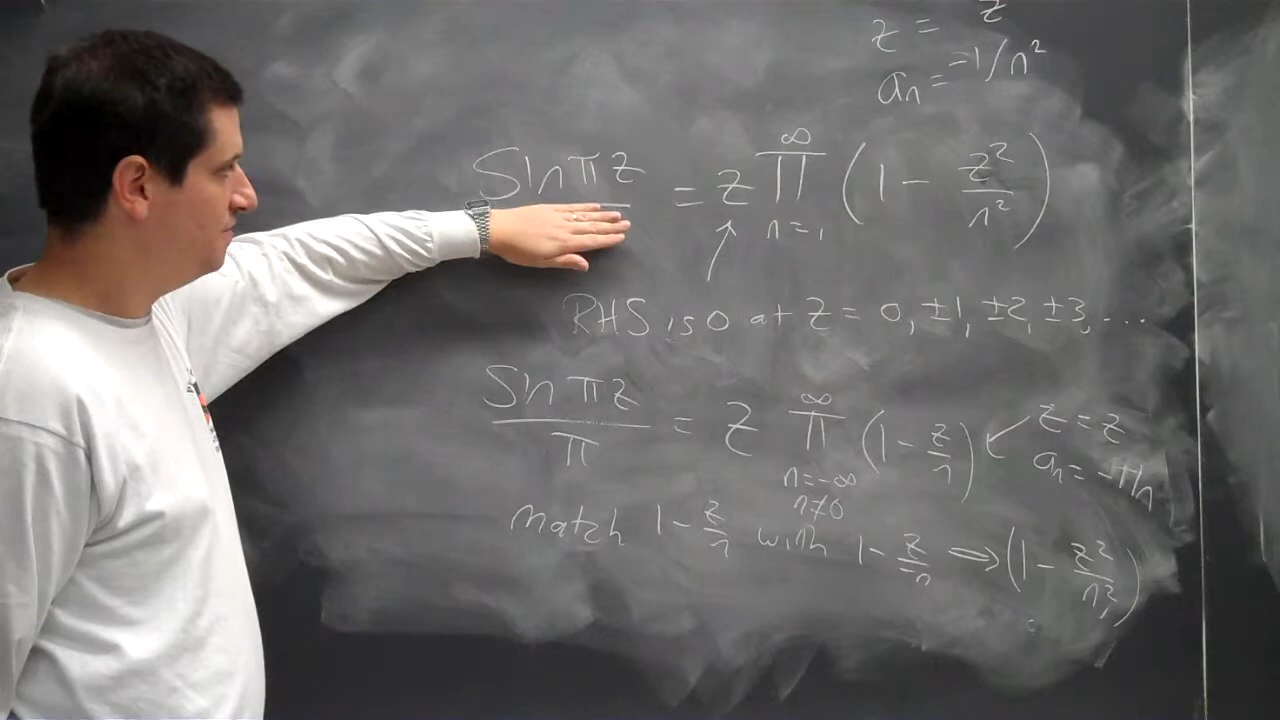 z = z
aₙ = -1/n²
Sin πz = z ∏_{n=1}^{∞} (1 - z²/n²)
RHS is 0 at z = 0, ±1, ±2, ±3, ...
Sin πz / π = z ∏_{n=-∞, n≠0}^{∞} (1 - z/n) ← z = z
aₙ = -1/n
match 1 - z/n with 1 - z/-n ⟹ (1 - z²/n²)